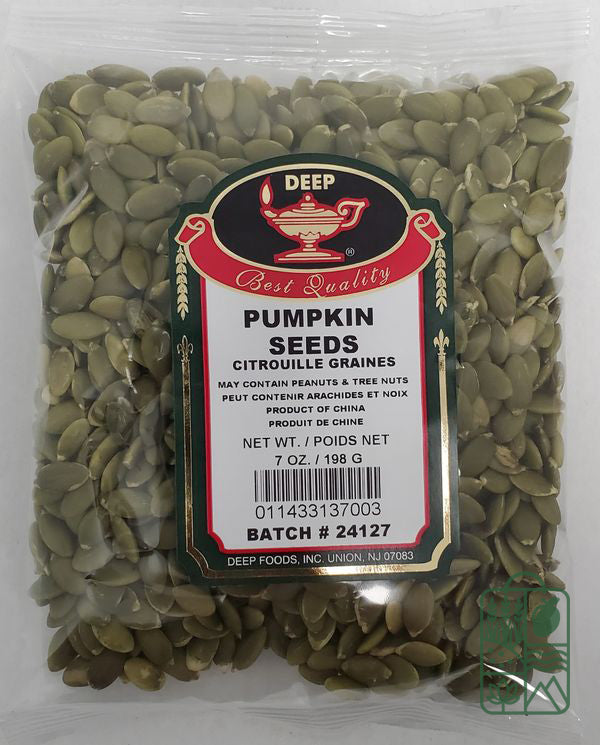 DEEP
®
Best Quality
PUMPKIN
SEEDS
CITROUILLE GRAINES
MAY CONTAIN PEANUTS & TREE NUTS
PEUT CONTENIR ARACHIDES ET NOIX
PRODUCT OF CHINA
PRODUIT DE CHINE
NET WT. / POIDS NET
7 OZ. / 198 G
011433137003
BATCH # 24127
DEEP FOODS, INC. UNION, NJ 07083